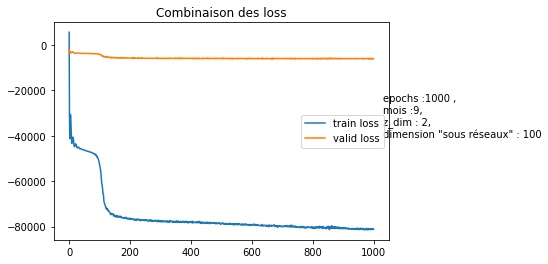 Combinaison des loss
0
−20000
−40000
−60000
−80000
0
200
400
600
800
1000
train loss
valid loss
epochs :1000 ,
mois :9,
z_dim : 2,
dimension "sous réseaux" : 100